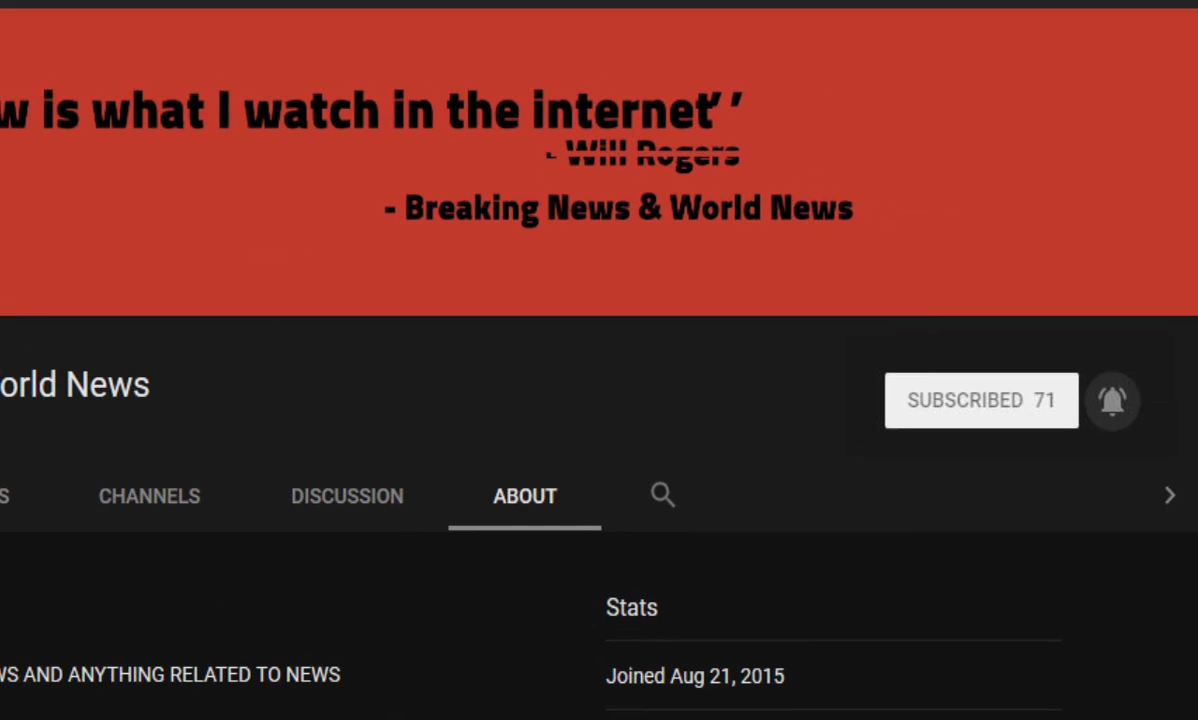 w is what I watch in the internet’’
- Will Rogers
- Breaking News & World News
orld News
SUBSCRIBED 71
S CHANNELS DISCUSSION ABOUT
Stats
WS AND ANYTHING RELATED TO NEWS
Joined Aug 21, 2015